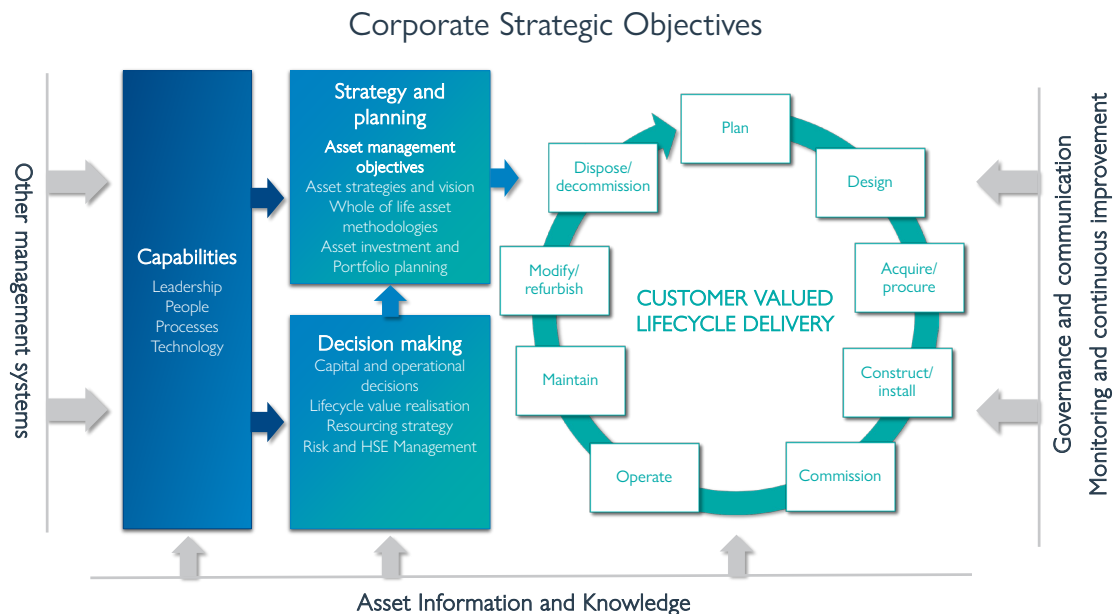 Corporate Strategic Objectives
Other management systems
Capabilities
Leadership
People
Processes
Technology
Strategy and
planning
Asset management
objectives
Asset strategies and vision
Whole of life asset
methodologies
Asset investment and
Portfolio planning
Decision making
Capital and operational
decisions
Lifecycle value realisation
Resourcing strategy
Risk and HSE Management
CUSTOMER VALUED
LIFECYCLE DELIVERY
Plan
Design
Acquire/
procure
Construct/
install
Commission
Operate
Maintain
Modify/
refurbish
Dispose/
decommission
Governance and communication
Monitoring and continuous improvement
Asset Information and Knowledge